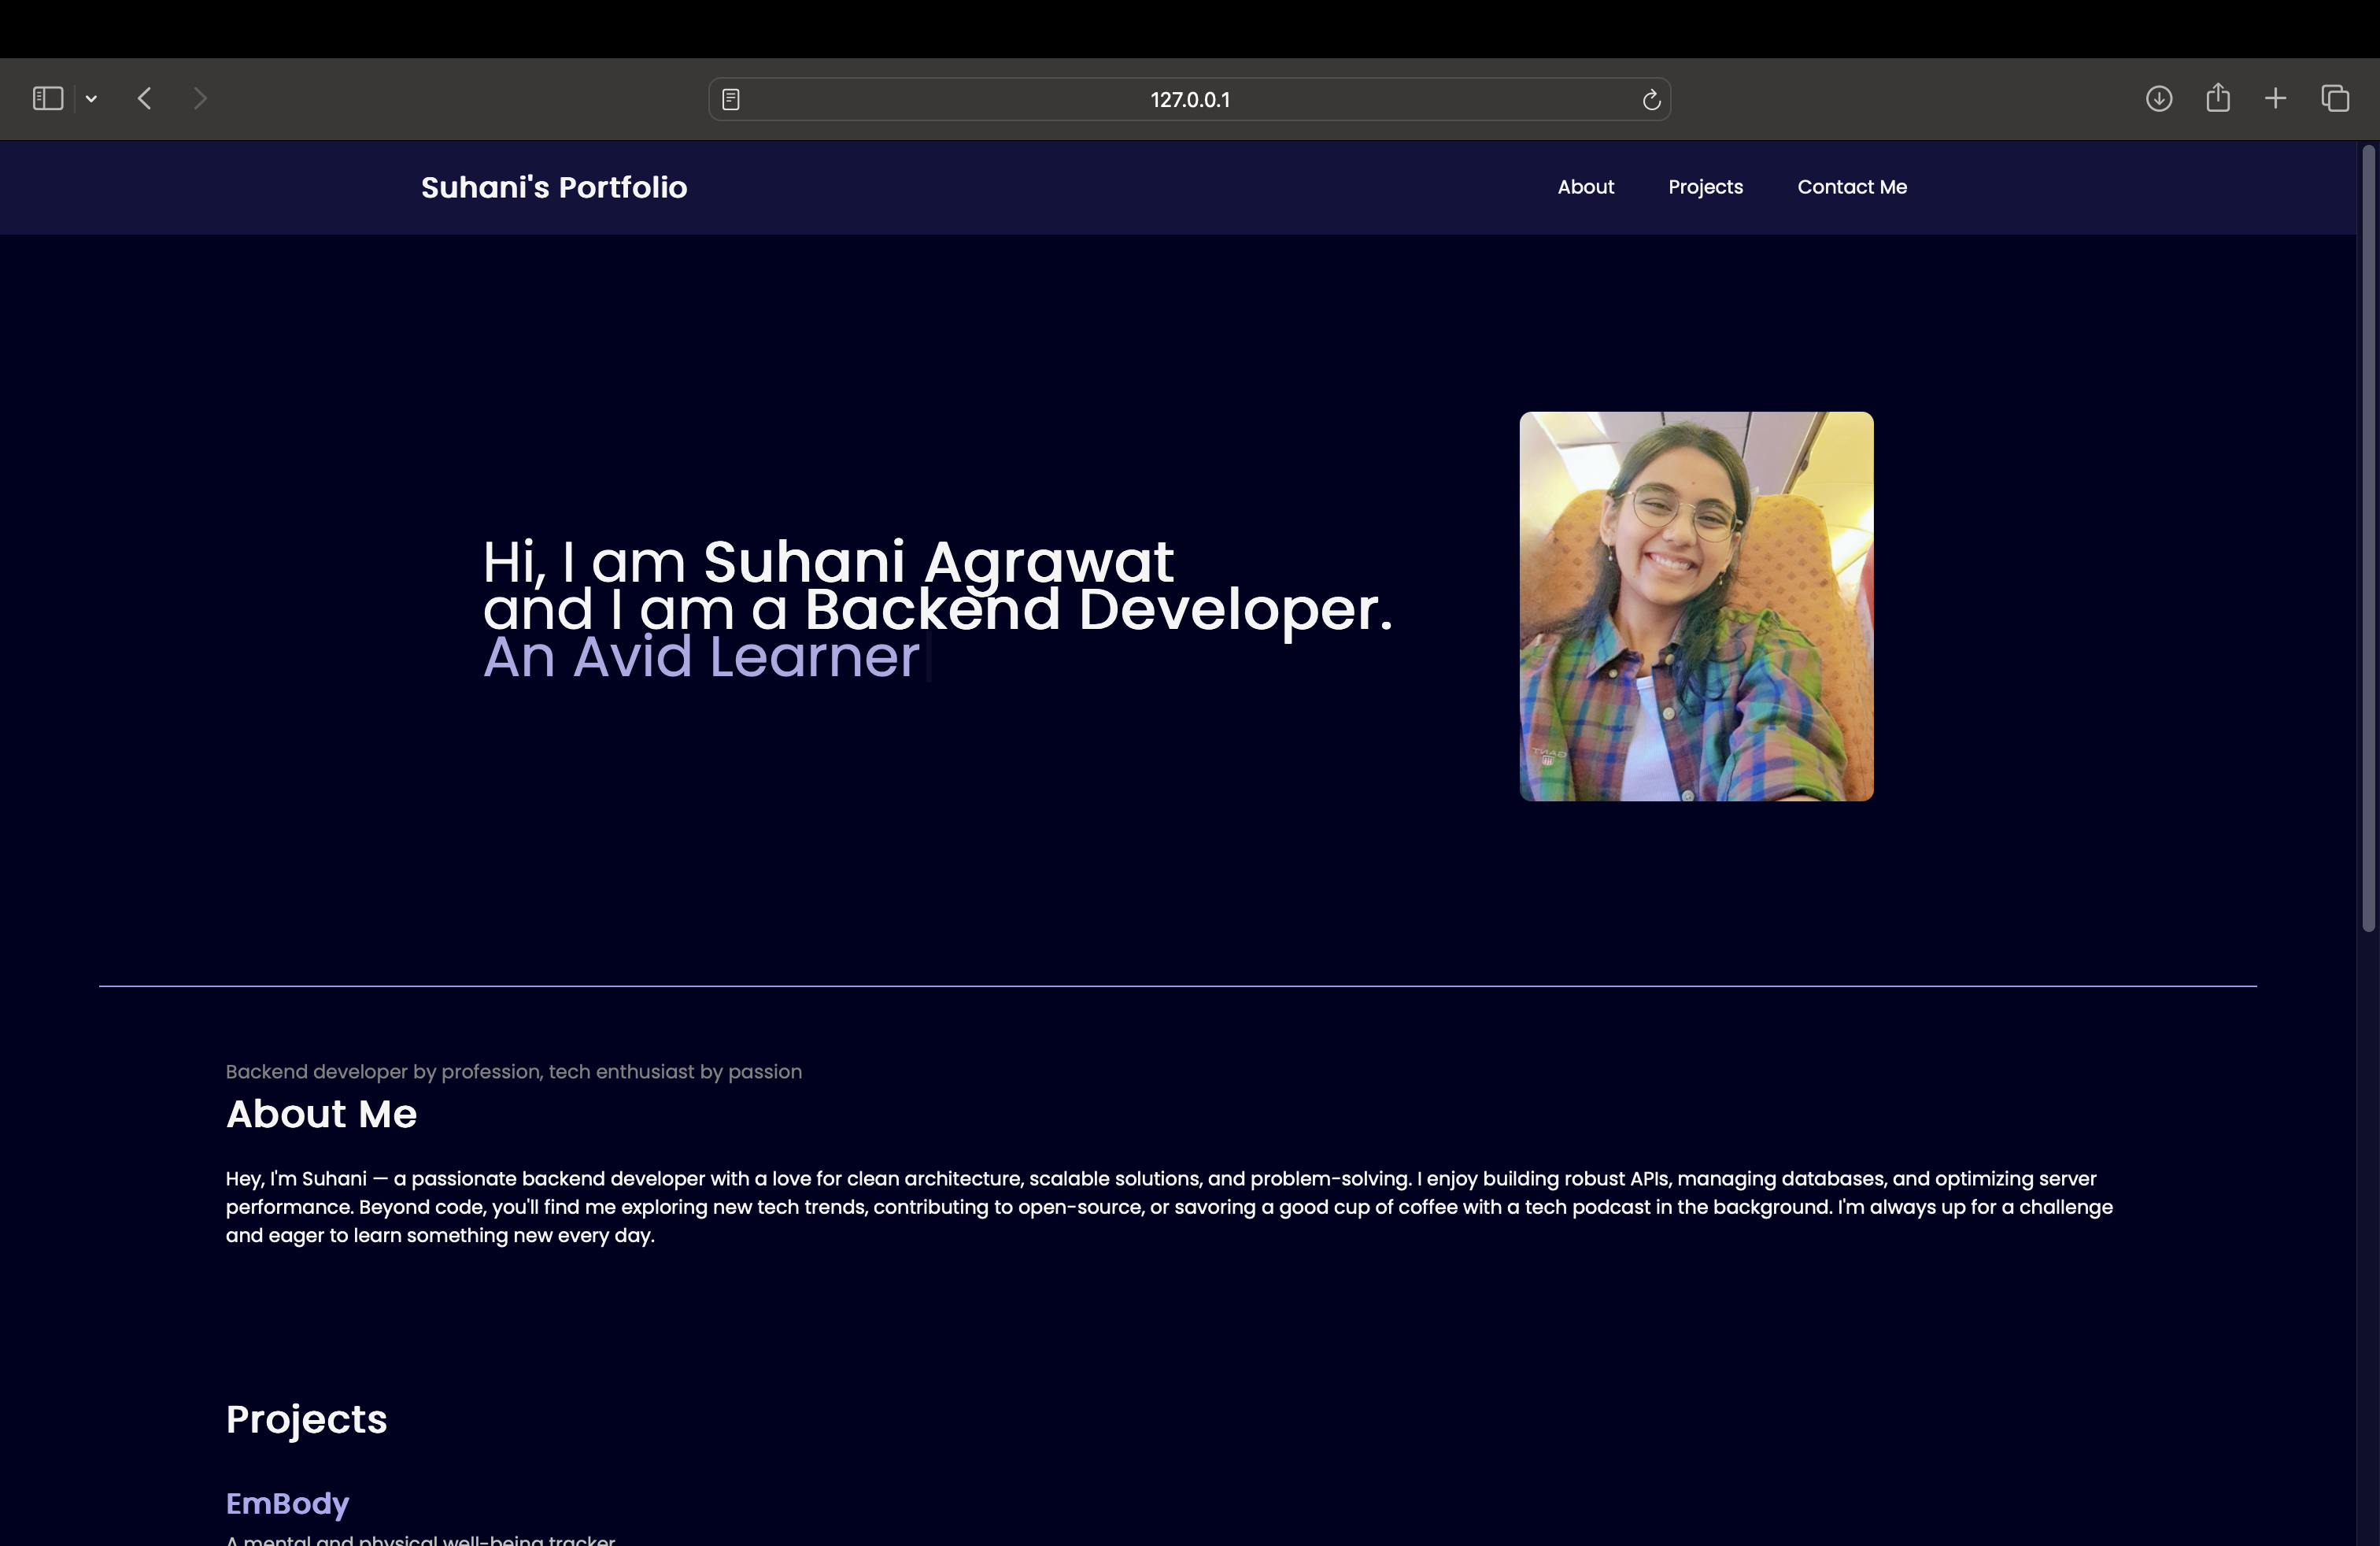 127.0.0.1
Suhani's Portfolio
About
Projects
Contact Me
Hi, I am Suhani Agrawat
and I am a Backend Developer.
An Avid Learner
GANT
Backend developer by profession, tech enthusiast by passion
About Me
Hey, I'm Suhani — a passionate backend developer with a love for clean architecture, scalable solutions, and problem-solving. I enjoy building robust APIs, managing databases, and optimizing server
performance. Beyond code, you'll find me exploring new tech trends, contributing to open-source, or savoring a good cup of coffee with a tech podcast in the background. I'm always up for a challenge
and eager to learn something new every day.
Projects
EmBody
A mental and physical well-being tracker